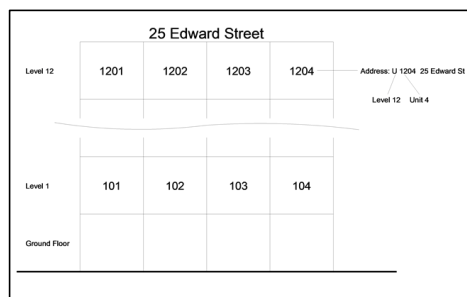 25 Edward Street
Level 12 1201 1202 1203 1204 Address: U 1204 25 Edward St
Level 12 Unit 4
Level 1 101 102 103 104
Ground Floor